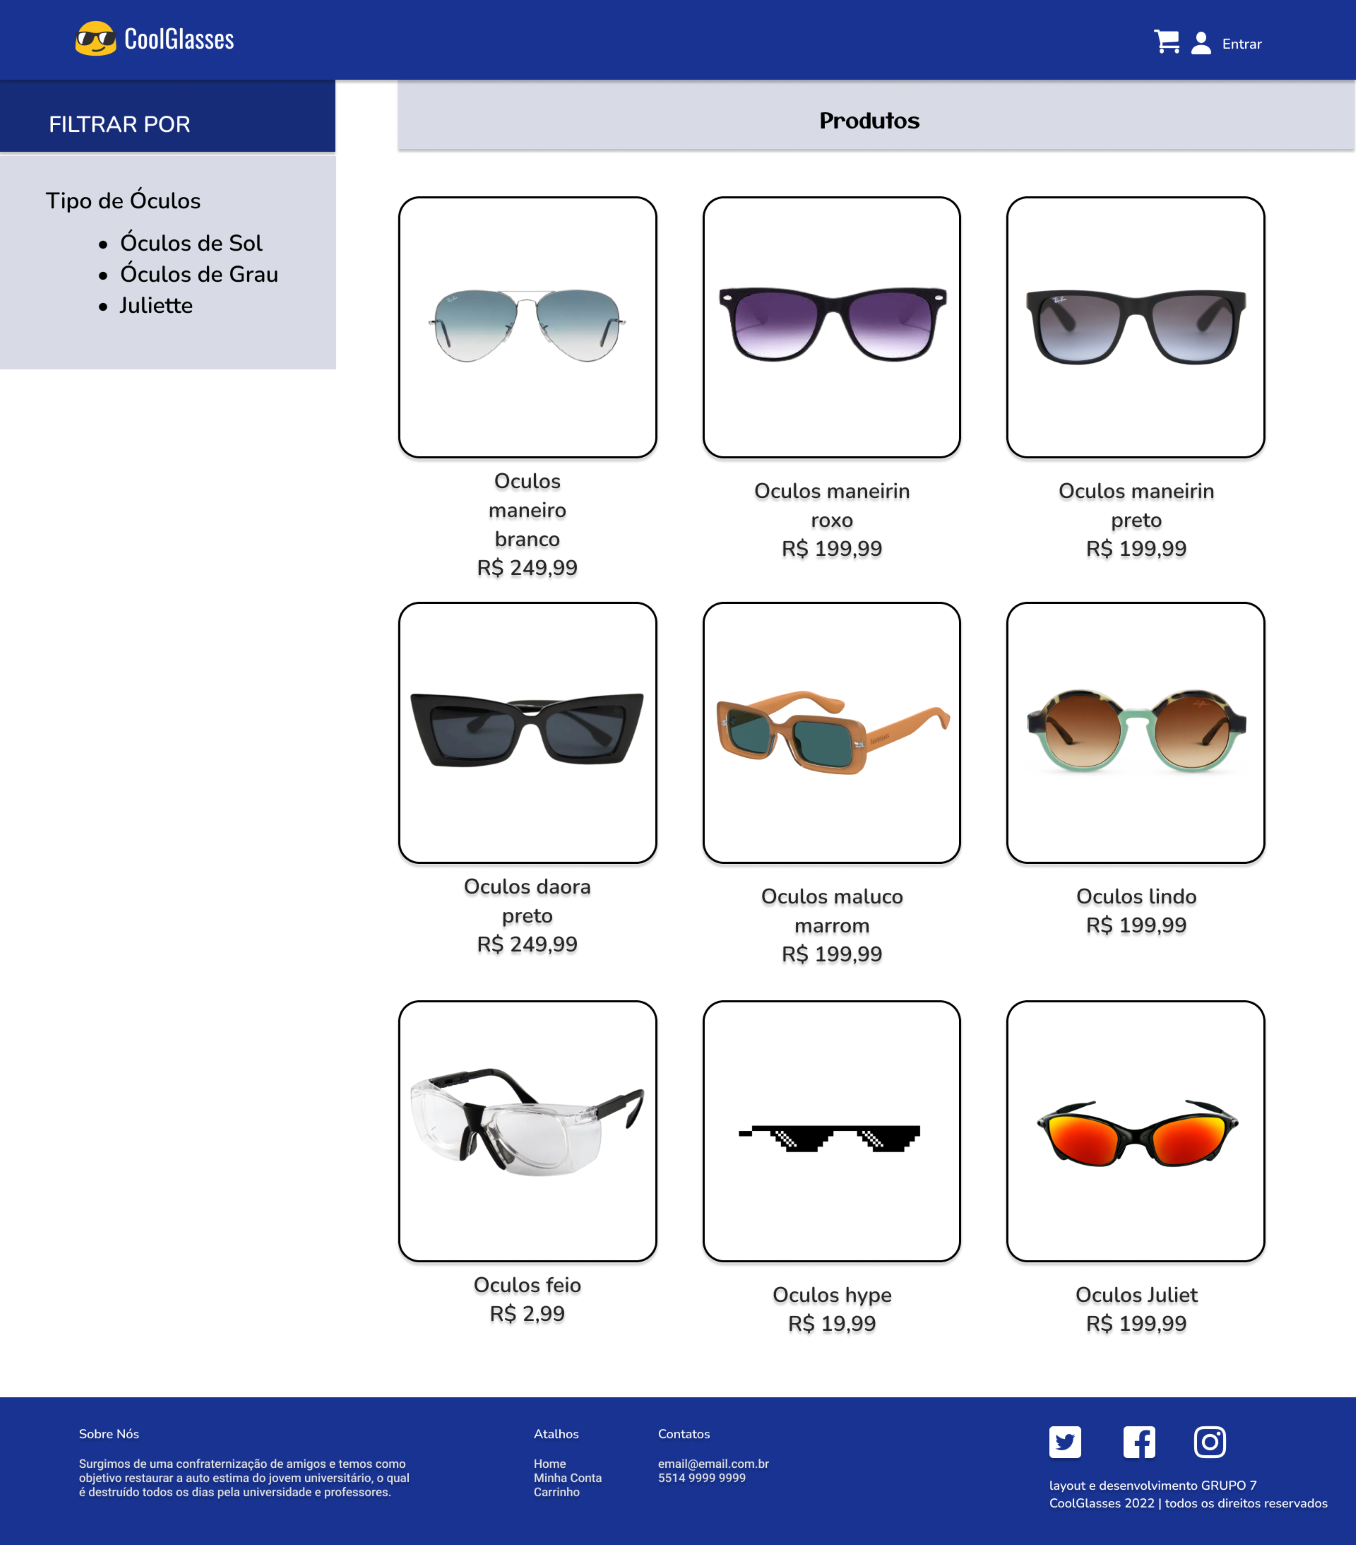 CoolGlasses
Entrar
FILTRAR POR
Produtos
Tipo de Óculos
• Óculos de Sol
• Óculos de Grau
• Juliette
Ray-Ban
Ray-Ban
Oculos
maneiro
branco
R$ 249,99
Oculos maneirin
roxo
R$ 199,99
Oculos maneirin
preto
R$ 199,99
Oculos daora
preto
R$ 249,99
Oculos maluco
marrom
R$ 199,99
Oculos lindo
R$ 199,99
Oculos feio
R$ 2,99
Oculos hype
R$ 19,99
Oculos Juliet
R$ 199,99
Sobre Nós
Surgimos de uma confraternização de amigos e temos como
objetivo restaurar a auto estima do jovem universitário, o qual
é destruído todos os dias pela universidade e professores.
Atalhos
Home
Minha Conta
Carrinho
Contatos
email@email.com.br
5514 9999 9999
layout e desenvolvimento GRUPO 7
CoolGlasses 2022 | todos os direitos reservados